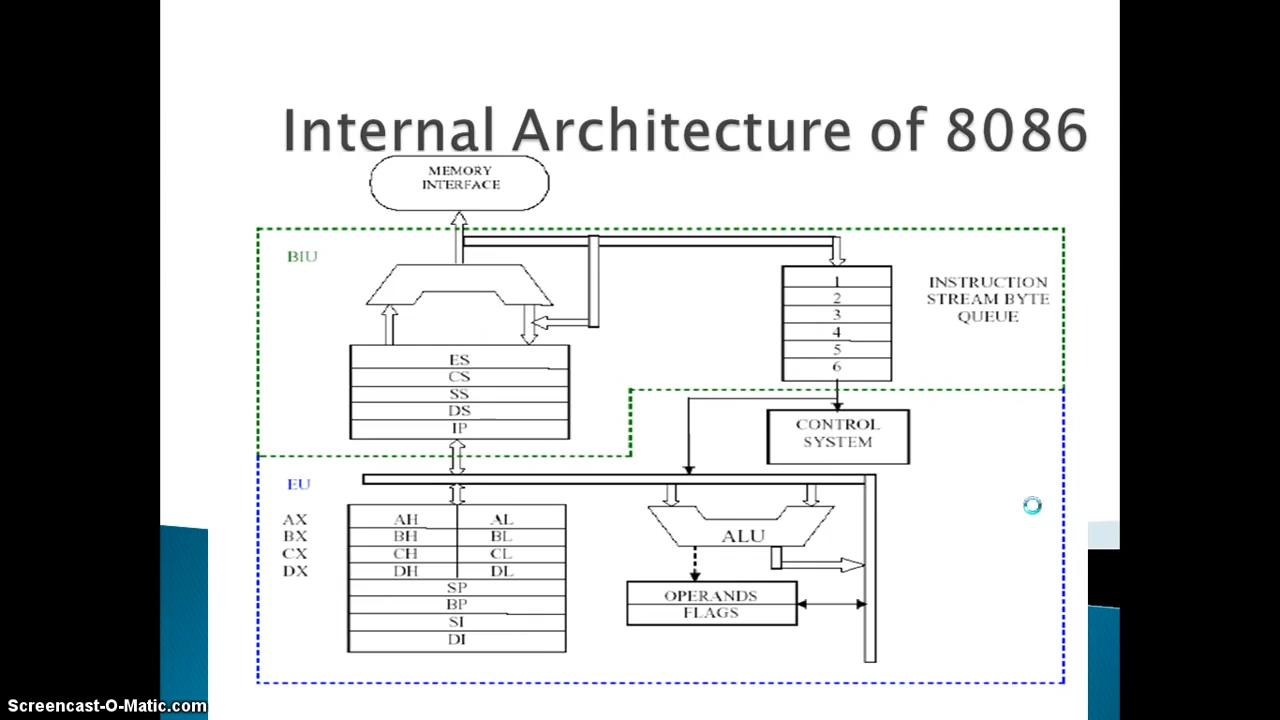 Internal Architecture of 8086
MEMORY
INTERFACE
BIU
1
2
3
4
5
6
INSTRUCTION
STREAM BYTE
QUEUE
ES
CS
SS
DS
IP
CONTROL
SYSTEM
EU
AX AH AL
BX BH BL
CX CH CL
DX DH DL
SP
BP
SI
DI
ALU
OPERANDS
FLAGS
Screencast-O-Matic.com